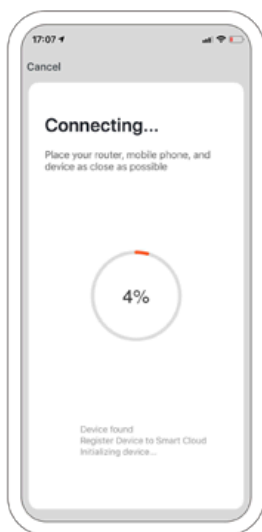 17:07
Cancel
Connecting...
Place your router, mobile phone, and
device as close as possible
4%
Device found
Register Device to Smart Cloud
Initializing device...